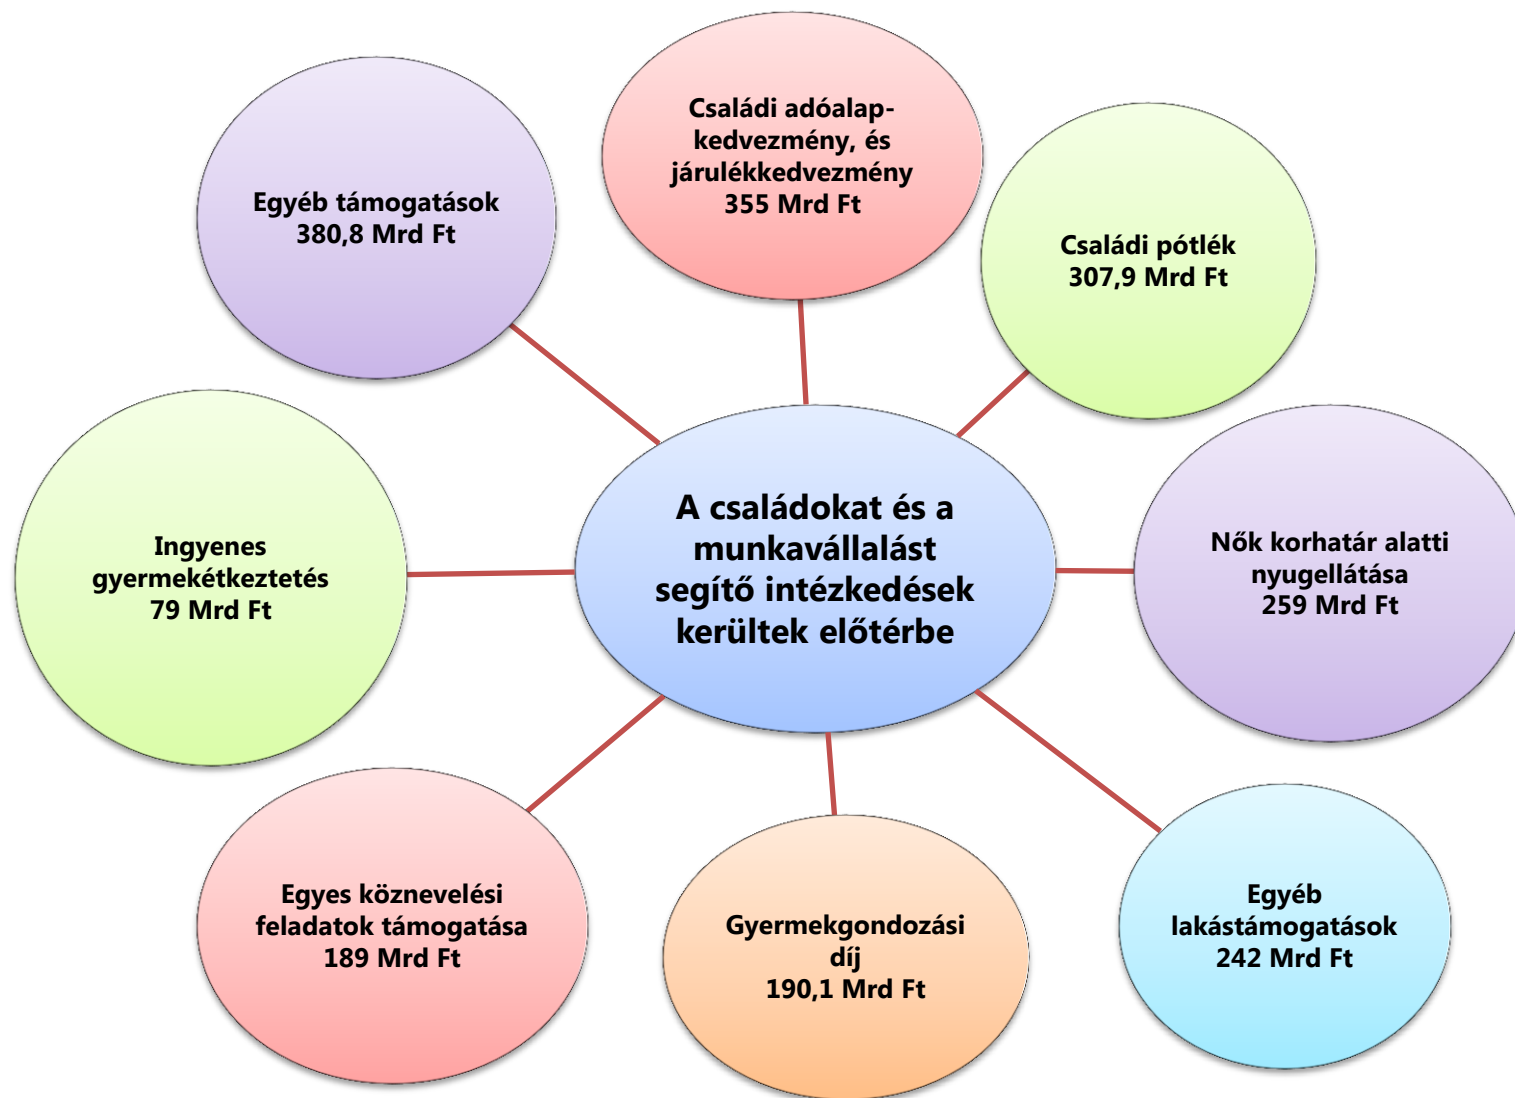 Családi adóalap-
kedvezmény, és
járulékkedvezmény
355 Mrd Ft
Egyéb támogatások
380,8 Mrd Ft
Családi pótlék
307,9 Mrd Ft
A családokat és a
munkavállalást
segítő intézkedések
kerültek előtérbe
Ingyenes
gyermekétkeztetés
79 Mrd Ft
Nők korhatár alatti
nyugellátása
259 Mrd Ft
Egyes köznevelési
feladatok támogatása
189 Mrd Ft
Gyermekgondozási
díj
190,1 Mrd Ft
Egyéb
lakástámogatások
242 Mrd Ft